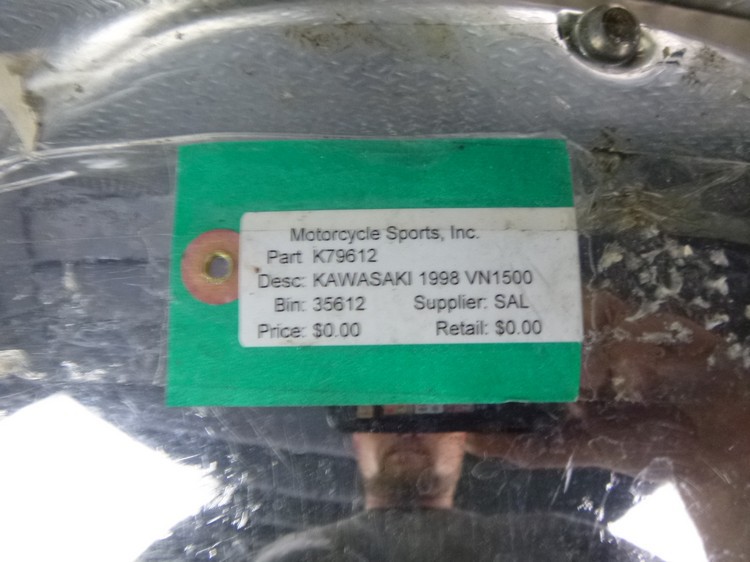 Motorcycle Sports, Inc.
Part K79612
Desc: KAWASAKI 1998 VN1500
Bin: 35612 Supplier: SAL
Price: $0.00 Retail: $0.00